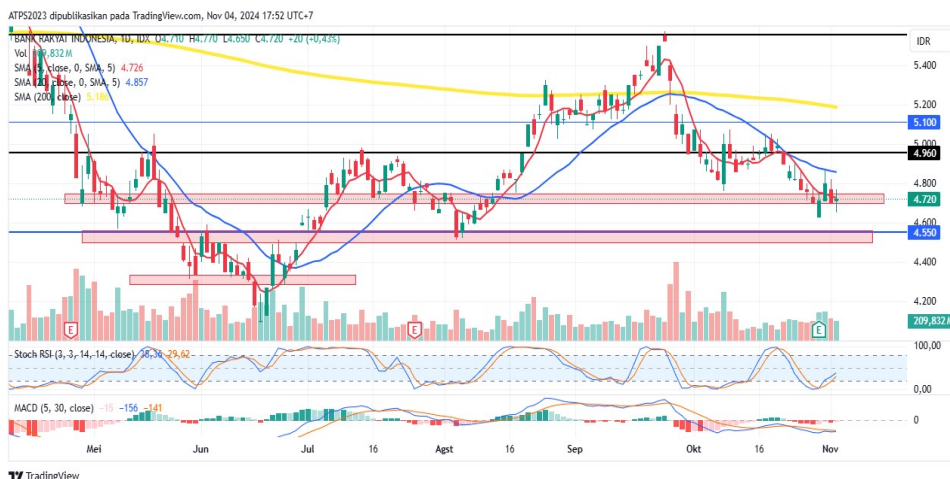 ATPS2023 dipublikasikan pada TradingView.com, Nov 04, 2024 17:52 UTC+7
BANK RAKYAT INDONESIA, 1D, IDX O4.710 H4.770 L4.650 C4.720 +20 (+0,43%)
IDR
Vol 209,832 M
SMA (5, close, 0, SMA, 5) 4.726
SMA (20, close, 0, SMA, 5) 4.857
SMA (200, close) 5.186
5.400
5.200
5.100
5.000
4.960
4.800
4.720
4.600
4.550
4.400
4.200
E E E
209,832 M
Stoch RSI (3, 3, 14, 14, close) 38,36 29,62
100,00
0,00
MACD (5, 30, close) −15 −156 −141
0
Mei Jun Jul 16 Agst 16 Sep Okt 16 Nov
TradingView